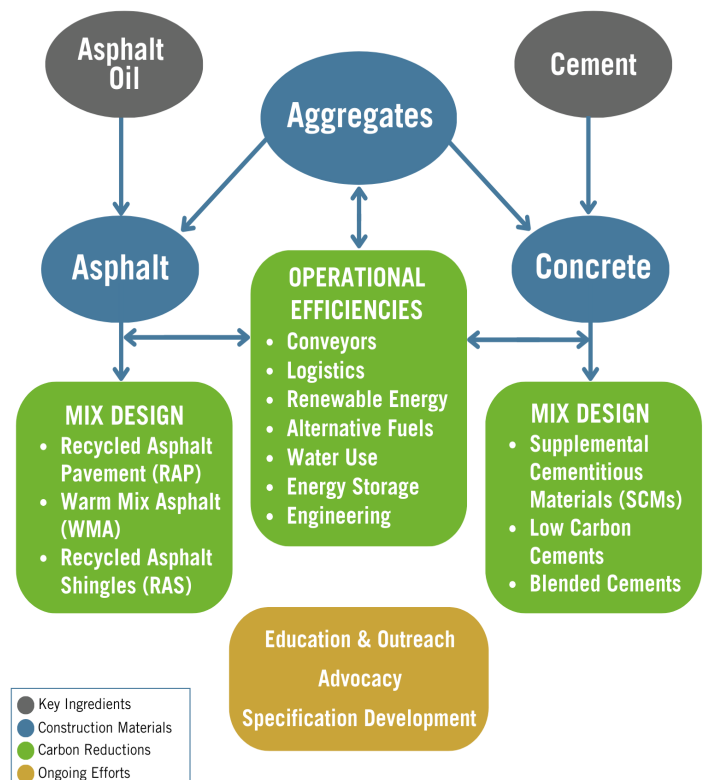 Asphalt
Oil
Aggregates
Cement
Asphalt
Concrete
OPERATIONAL
EFFICIENCIES
• Conveyors
• Logistics
• Renewable Energy
• Alternative Fuels
• Water Use
• Energy Storage
• Engineering
MIX DESIGN
• Recycled Asphalt
Pavement (RAP)
• Warm Mix Asphalt
(WMA)
• Recycled Asphalt
Shingles (RAS)
MIX DESIGN
• Supplemental
Cementitious
Materials (SCMs)
• Low Carbon
Cements
• Blended Cements
Education & Outreach
Advocacy
Specification Development
Key Ingredients
Construction Materials
Carbon Reductions
Ongoing Efforts